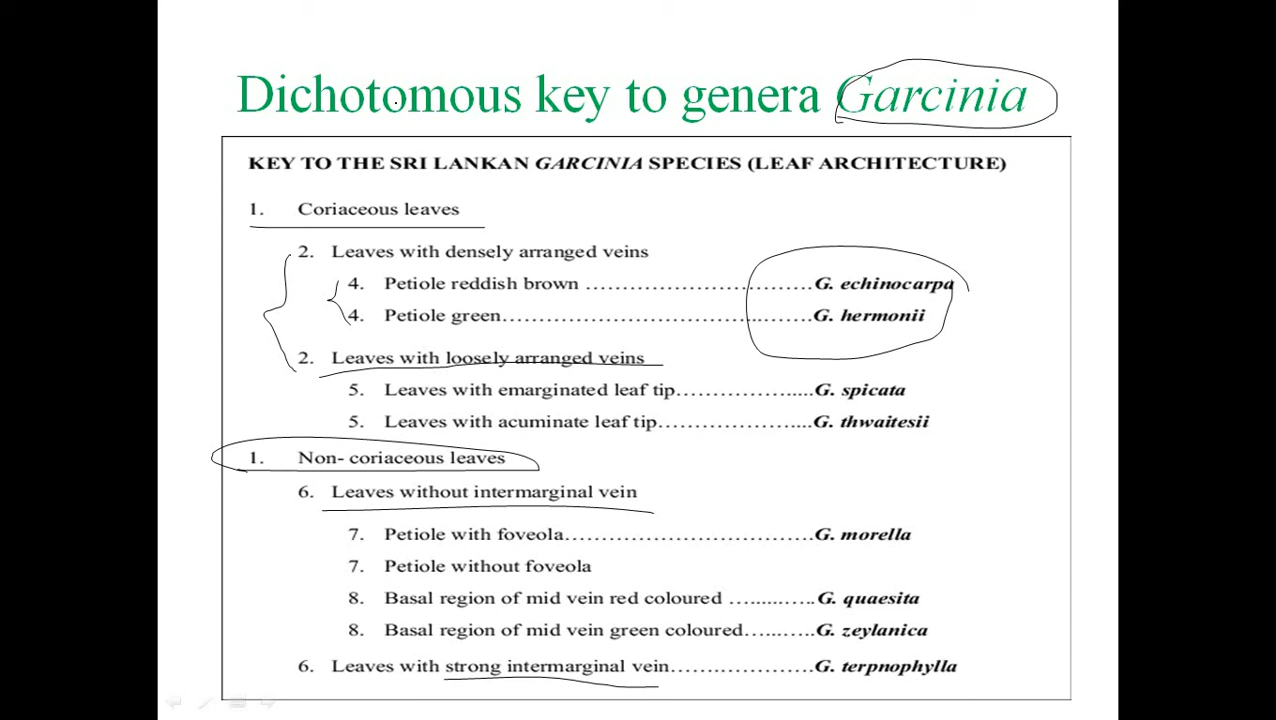 Dichotomous key to genera Garcinia
KEY TO THE SRI LANKAN GARCINIA SPECIES (LEAF ARCHITECTURE)
1. Coriaceous leaves
2. Leaves with densely arranged veins
4. Petiole reddish brown ................................ G. echinocarpa
4. Petiole green................................ G. hermonii
2. Leaves with loosely arranged veins
5. Leaves with emarginated leaf tip................................ G. spicata
5. Leaves with acuminate leaf tip................................ G. thwaitesii
1. Non- coriaceous leaves
6. Leaves without intermarginal vein
7. Petiole with foveola................................ G. morella
7. Petiole without foveola
8. Basal region of mid vein red coloured ................ G. quaesita
8. Basal region of mid vein green coloured............ G. zeylanica
6. Leaves with strong intermarginal vein........................ G. terpnophylla